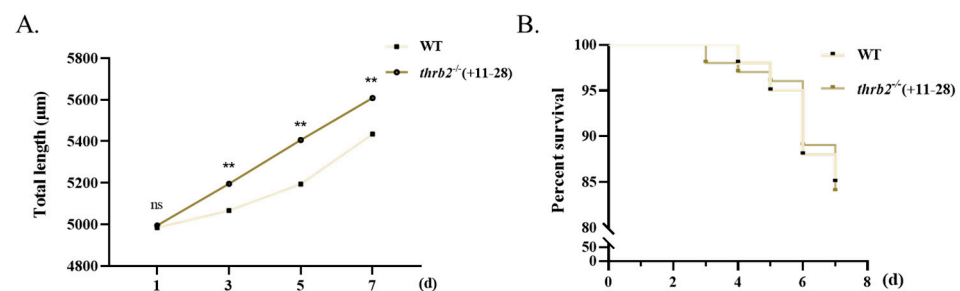 A.
Total length (μm)
5800
5600
5400
5200
5000
4800
ns
**
**
**
1
3
5
7
(d)
WT
thrb2-/-(+11-28)
B.
Percent survival
100
95
90
85
80
50
0
0
2
4
6
8
(d)
WT
thrb2-/-(+11-28)